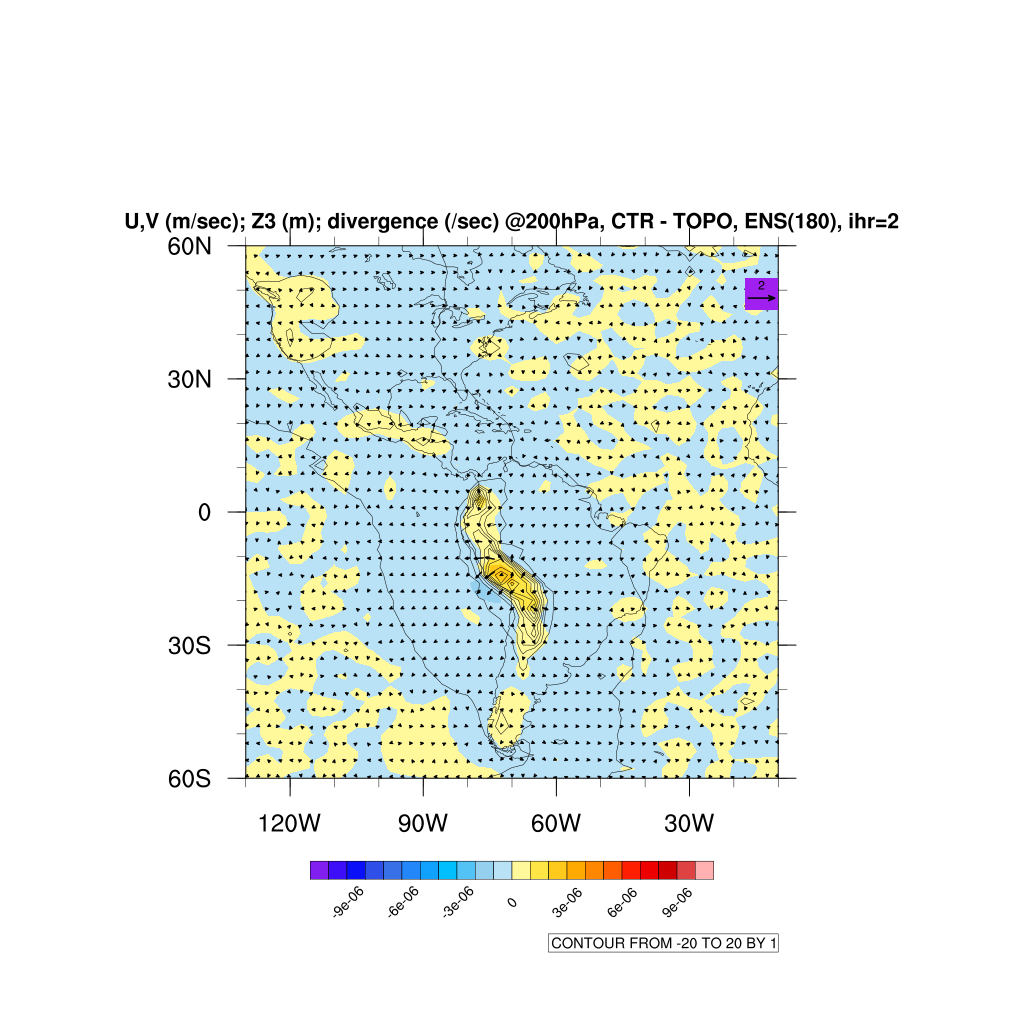 U,V (m/sec); Z3 (m); divergence (/sec) @200hPa, CTR - TOPO, ENS(180), ihr=2
60N
2
30N
0
30S
60S
120W 90W 60W 30W
-9e-06 -6e-06 -3e-06 0 3e-06 6e-06 9e-06
CONTOUR FROM -20 TO 20 BY 1